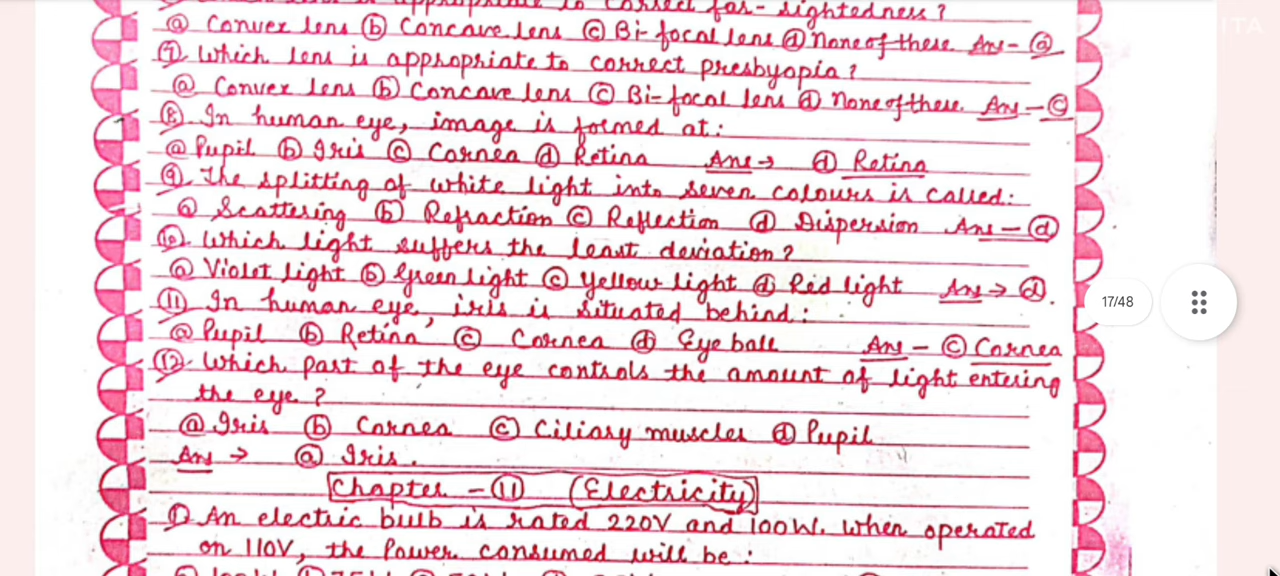 appropriate to correct far-sightedness?
ⓐ Convex lens ⓑ Concave lens ⓒ Bi-focal lens ⓓ None of these Ans- ⓐ
⑦. Which lens is appropriate to correct presbyopia?
ⓐ Convex lens ⓑ Concave lens ⓒ Bi-focal lens ⓓ None of these. Ans - ⓒ
⑧. In human eye, image is formed at:
ⓐ Pupil ⓑ Iris ⓒ Cornea ⓓ Retina Ans → ⓓ Retina
⑨. The splitting of white light into seven colours is called:
ⓐ Scattering ⓑ Refraction ⓒ Reflection ⓓ Dispersion Ans - ⓓ
⑩. Which light suffers the least deviation?
ⓐ Violet light ⓑ Green light ⓒ Yellow light ⓓ Red light Ans → ⓓ.
⑪ In human eye, iris is situated behind:
ⓐ Pupil ⓑ Retina ⓒ Cornea ⓓ Eye ball Ans - ⓒ Cornea
⑫. Which part of the eye controls the amount of light entering
the eye?
ⓐ Iris ⓑ Cornea ⓒ Ciliary muscles ⓓ Pupil
Ans → ⓐ Iris.
Chapter - ⑪ (Electricity)
① An electric bulb is rated 220V and 100W. When operated
on 110V, the Power consumed will be:
17/48